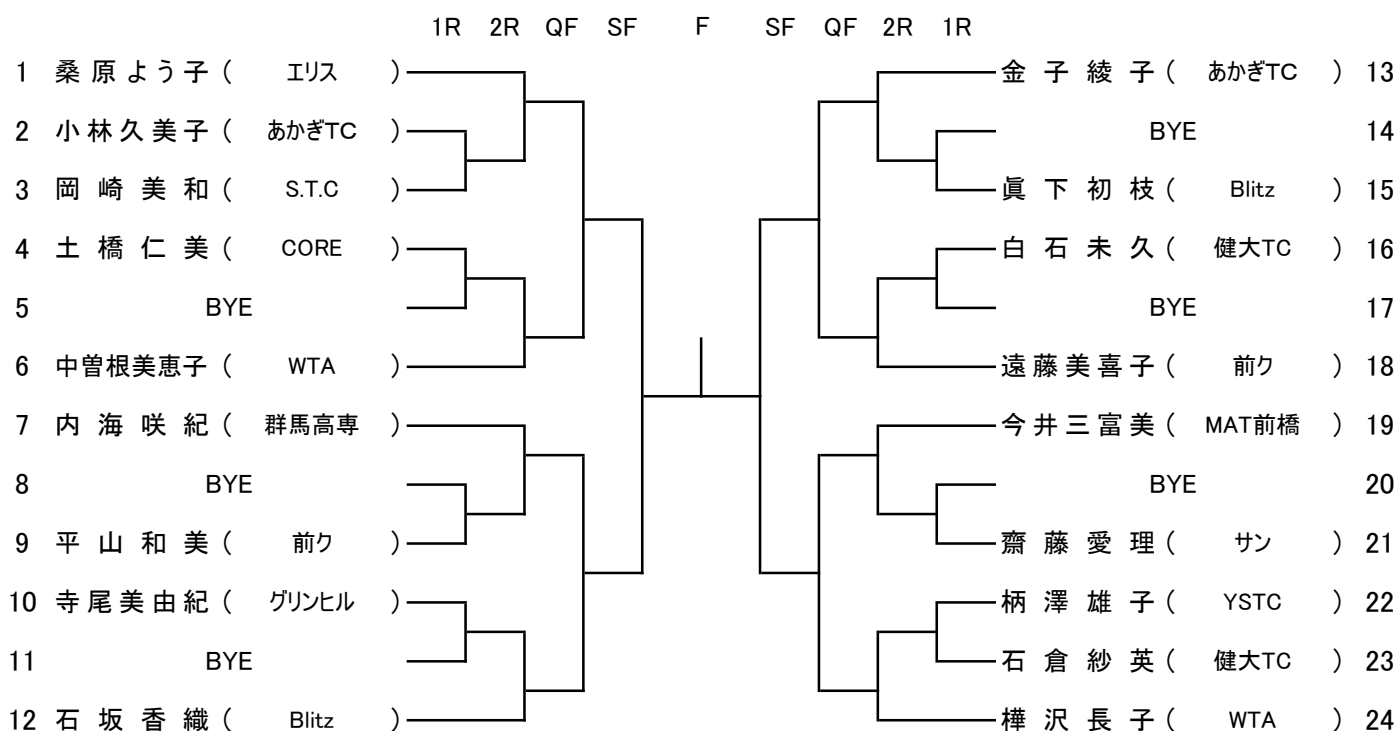 1R 2R QF SF F SF QF 2R 1R
1 桑原よう子 ( エリス ) 金子綾子 ( あかぎTC ) 13
2 小林久美子 ( あかぎTC ) BYE 14
3 岡崎美和 ( S.T.C ) 眞下初枝 ( Blitz ) 15
4 土橋仁美 ( CORE ) 白石未久 ( 健大TC ) 16
5 BYE BYE 17
6 中曽根美恵子 ( WTA ) 遠藤美喜子 ( 前ク ) 18
7 内海咲紀 ( 群馬高専 ) 今井三富美 ( MAT前橋 ) 19
8 BYE BYE 20
9 平山和美 ( 前ク ) 齋藤愛理 ( サン ) 21
10 寺尾美由紀 ( グリンヒル ) 柄澤雄子 ( YSTC ) 22
11 BYE 石倉紗英 ( 健大TC ) 23
12 石坂香織 ( Blitz ) 樺沢長子 ( WTA ) 24